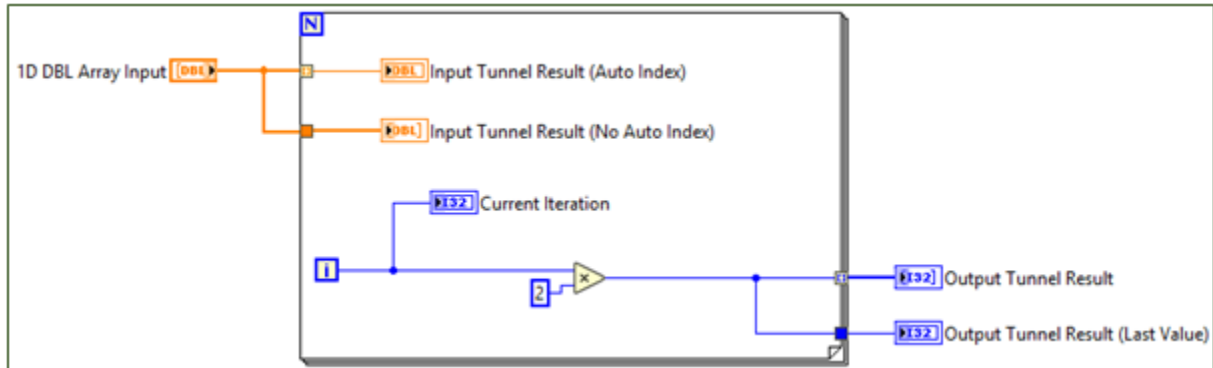 N
1D DBL Array Input DBL DBL Input Tunnel Result (Auto Index)
DBL Input Tunnel Result (No Auto Index)
I32 Current Iteration
i
2 × I32 Output Tunnel Result
I32 Output Tunnel Result (Last Value)